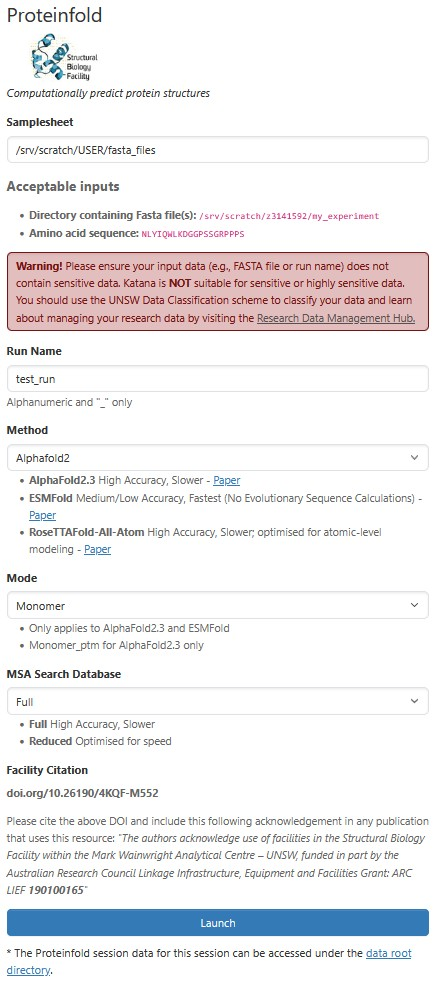 Proteinfold
Structural
Biology
Facility
Computationally predict protein structures
Samplesheet
/srv/scratch/USER/fasta_files
Acceptable inputs
• Directory containing Fasta file(s): /srv/scratch/z3141592/my_experiment
• Amino acid sequence: NLYIQWLKDGGPSSGRPPPS
Warning! Please ensure your input data (e.g., FASTA file or run name) does not
contain sensitive data. Katana is NOT suitable for sensitive or highly sensitive data.
You should use the UNSW Data Classification scheme to classify your data and learn
about managing your research data by visiting the Research Data Management Hub.
Run Name
test_run
Alphanumeric and "_" only
Method
Alphafold2
• AlphaFold2.3 High Accuracy, Slower - Paper
• ESMFold Medium/Low Accuracy, Fastest (No Evolutionary Sequence Calculations) -
Paper
• RoseTTAFold-All-Atom High Accuracy, Slower; optimised for atomic-level
modeling - Paper
Mode
Monomer
• Only applies to AlphaFold2.3 and ESMFold
• Monomer_ptm for AlphaFold2.3 only
MSA Search Database
Full
• Full High Accuracy, Slower
• Reduced Optimised for speed
Facility Citation
doi.org/10.26190/4KQF-M552
Please cite the above DOI and include this following acknowledgement in any publication
that uses this resource: "The authors acknowledge use of facilities in the Structural Biology
Facility within the Mark Wainwright Analytical Centre – UNSW, funded in part by the
Australian Research Council Linkage Infrastructure, Equipment and Facilities Grant: ARC
LIEF 190100165"
Launch
* The Proteinfold session data for this session can be accessed under the data root
directory.